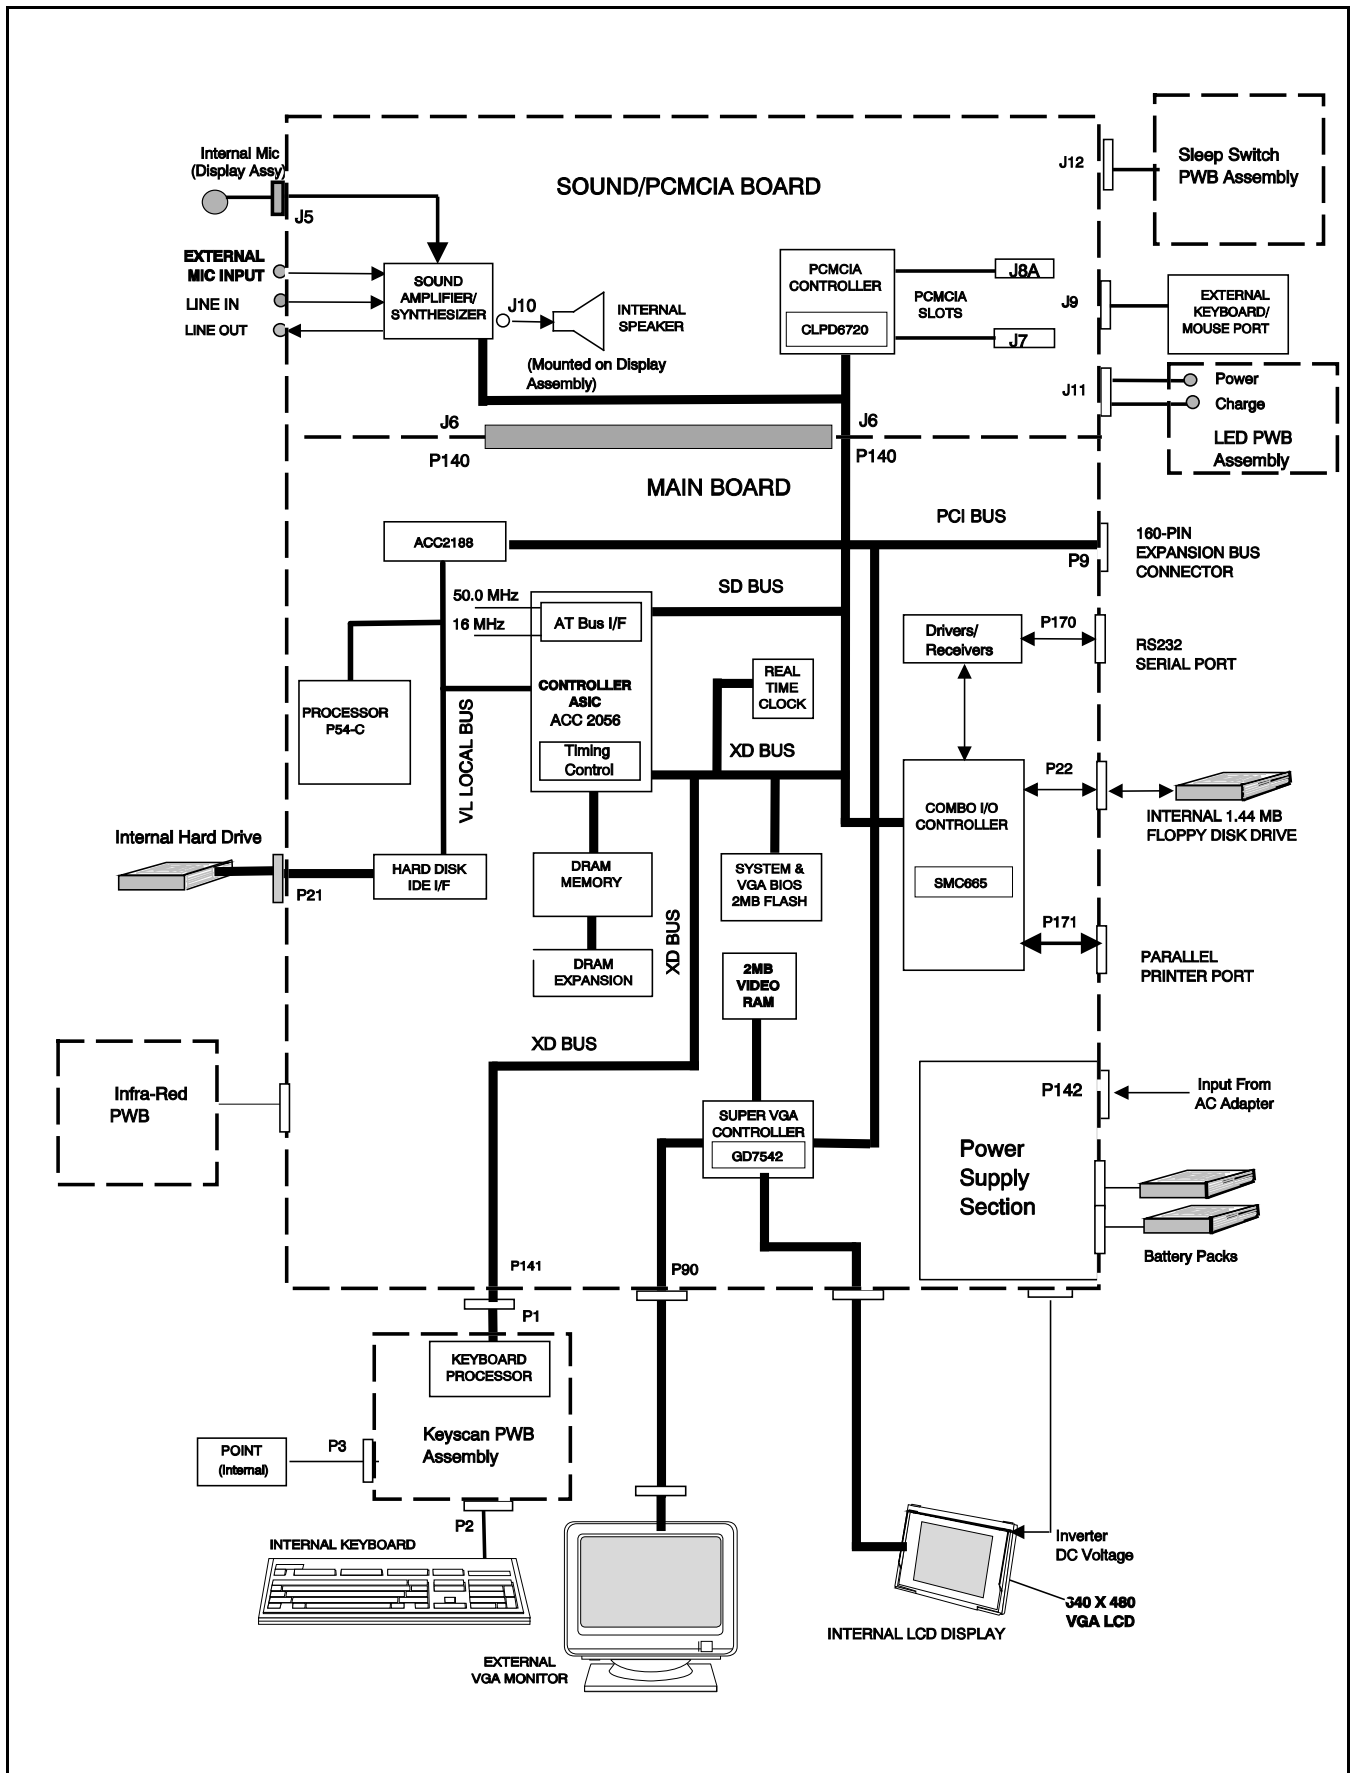 Internal Mic
(Display Assy)
J5
SOUND/PCMCIA BOARD
J12
Sleep Switch
PWB Assembly
EXTERNAL
MIC INPUT
LINE IN
LINE OUT
SOUND
AMPLIFIER/
SYNTHESIZER
J10
INTERNAL
SPEAKER
(Mounted on Display
Assembly)
PCMCIA
CONTROLLER
CLPD6720
J8A
PCMCIA
SLOTS
J7
J9
EXTERNAL
KEYBOARD/
MOUSE PORT
J11
Power
Charge
LED PWB
Assembly
J6
J6
P140
P140
MAIN BOARD
ACC2188
PCI BUS
P9
160-PIN
EXPANSION BUS
CONNECTOR
50.0 MHz
16 MHz
AT Bus I/F
SD BUS
CONTROLLER
ASIC
ACC 2056
Timing
Control
REAL
TIME
CLOCK
XD BUS
Drivers/
Receivers
P170
RS232
SERIAL PORT
PROCESSOR
P54-C
VL LOCAL BUS
COMBO I/O
CONTROLLER
SMC665
P22
INTERNAL 1.44 MB
FLOPPY DISK DRIVE
Internal Hard Drive
P21
HARD DISK
IDE I/F
DRAM
MEMORY
DRAM
EXPANSION
SYSTEM &
VGA BIOS
2MB FLASH
XD BUS
P171
PARALLEL
PRINTER PORT
2MB
VIDEO
RAM
XD BUS
Infra-Red
PWB
SUPER VGA
CONTROLLER
GD7542
P142
Input From
AC Adapter
Power
Supply
Section
Battery Packs
P141
P90
P1
KEYBOARD
PROCESSOR
Keyscan PWB
Assembly
POINT
(Internal)
P3
P2
INTERNAL KEYBOARD
EXTERNAL
VGA MONITOR
Inverter
DC Voltage
640 X 480
VGA LCD
INTERNAL LCD DISPLAY